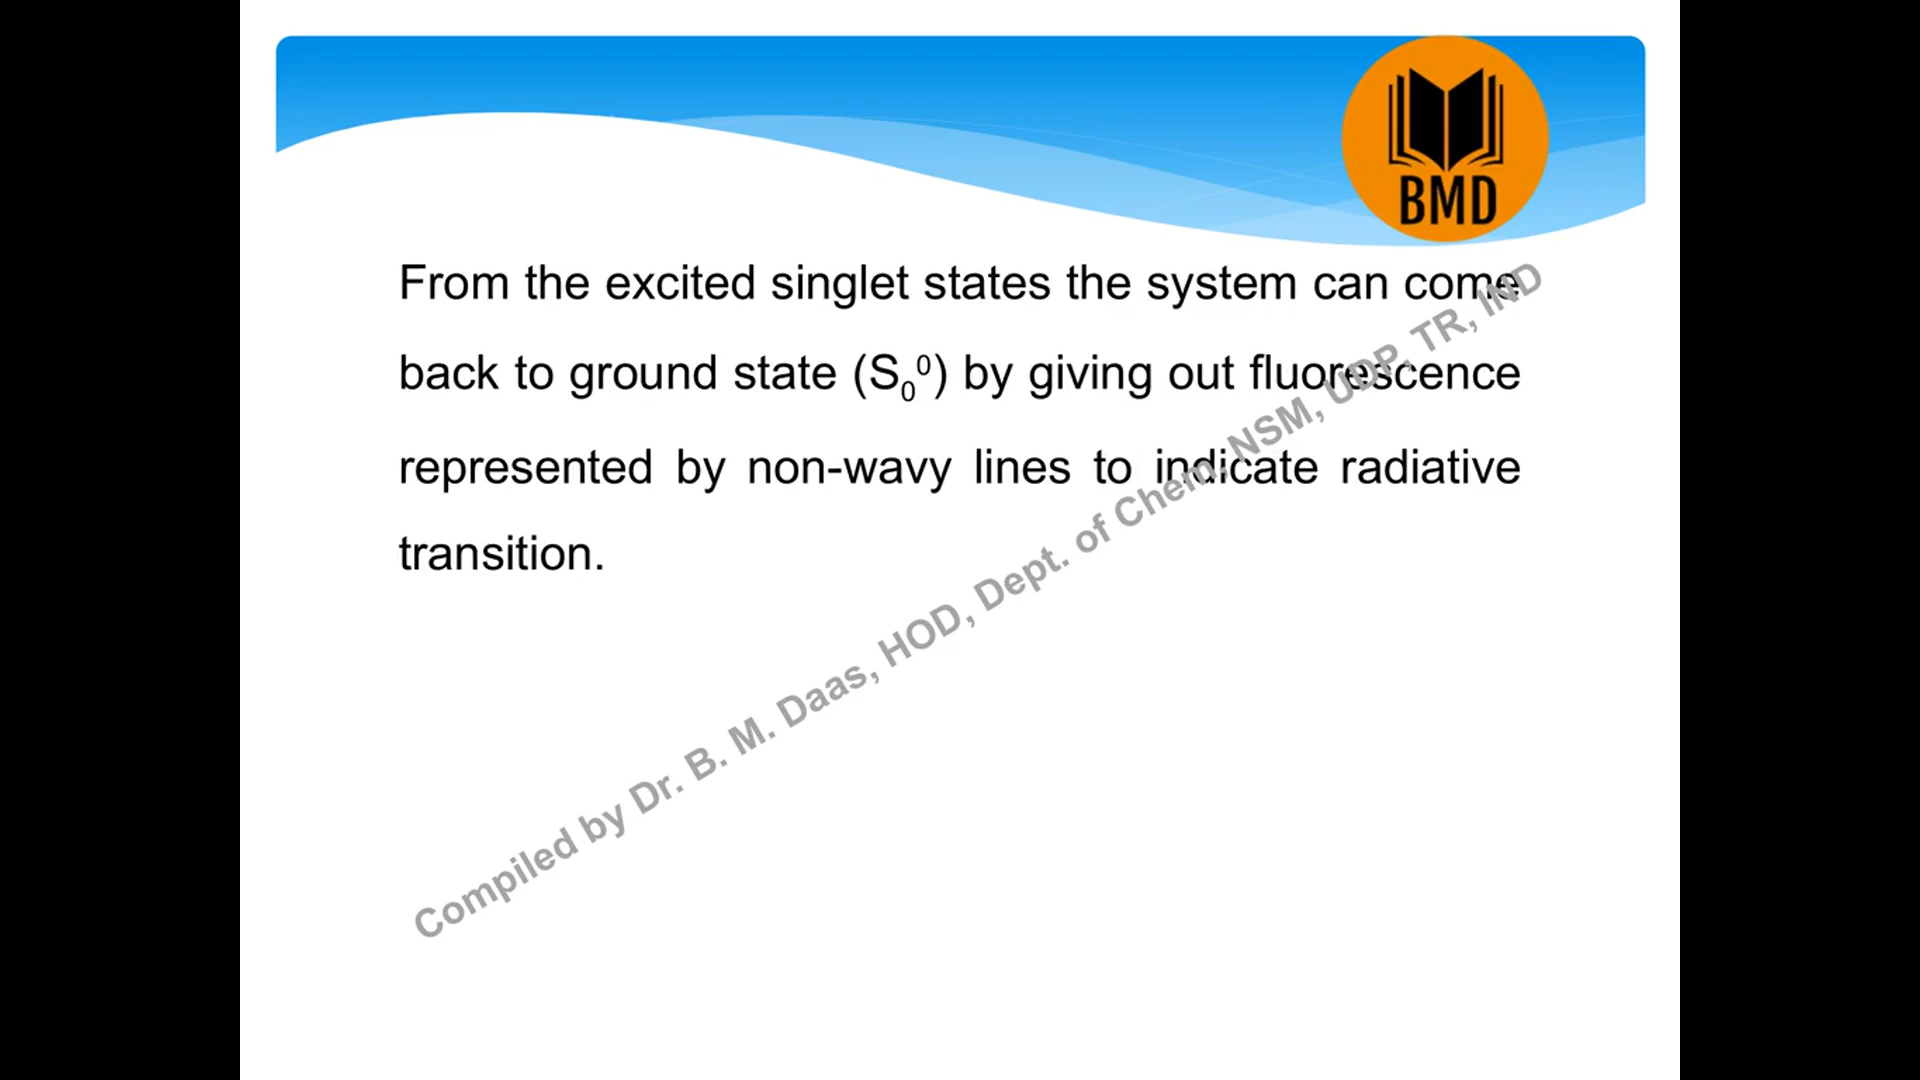 BMD
From the excited singlet states the system can come
back to ground state (S₀⁰) by giving out fluorescence
represented by non-wavy lines to indicate radiative
transition.
Compiled by Dr. B. M. Daas, HOD, Dept. of Chem, NSM, UDP, TR, IND